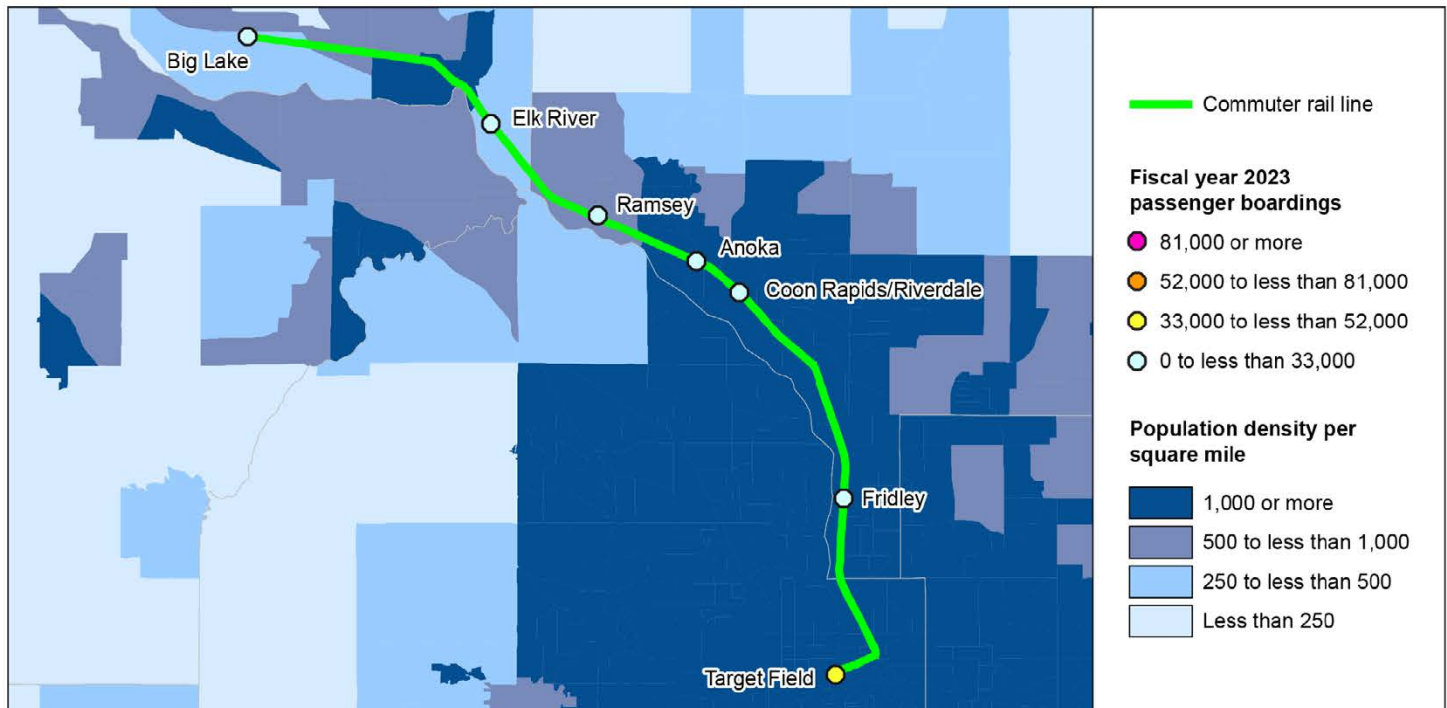 Big Lake
Elk River
Ramsey
Anoka
Coon Rapids/Riverdale
Fridley
Target Field
Commuter rail line
Fiscal year 2023
passenger boardings
81,000 or more
52,000 to less than 81,000
33,000 to less than 52,000
0 to less than 33,000
Population density per
square mile
1,000 or more
500 to less than 1,000
250 to less than 500
Less than 250